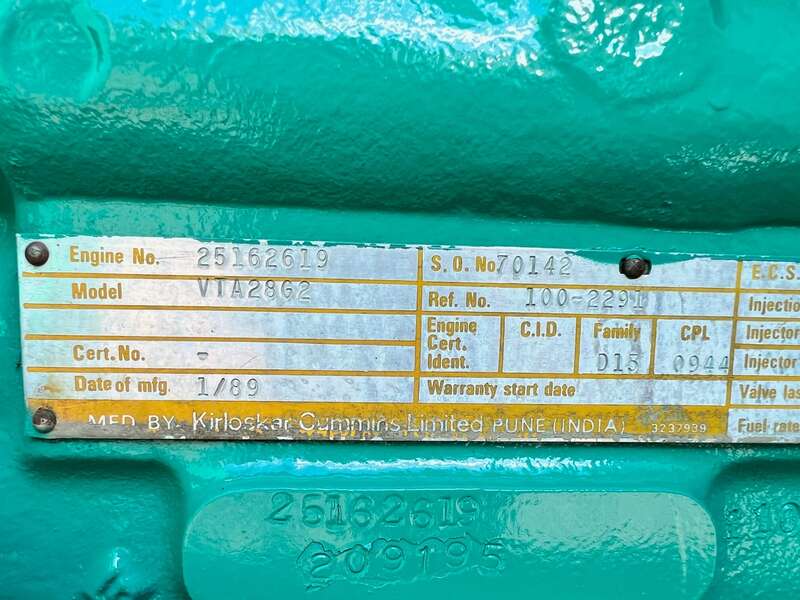 Engine No. 25162619 S. O. No 70142 E.C.S.
Model VTA28G2 Ref. No. 100-2291 Injectio
Engine Cert. Ident. C.I.D. Family CPL Injector
Cert. No. - D15 0944 Injector
Date of mfg. 1/89 Warranty start date Valve las
MFD. BY- Kirloskar Cummins Limited PUNE (INDIA) 3237939 Fuel rate
25162619
209195